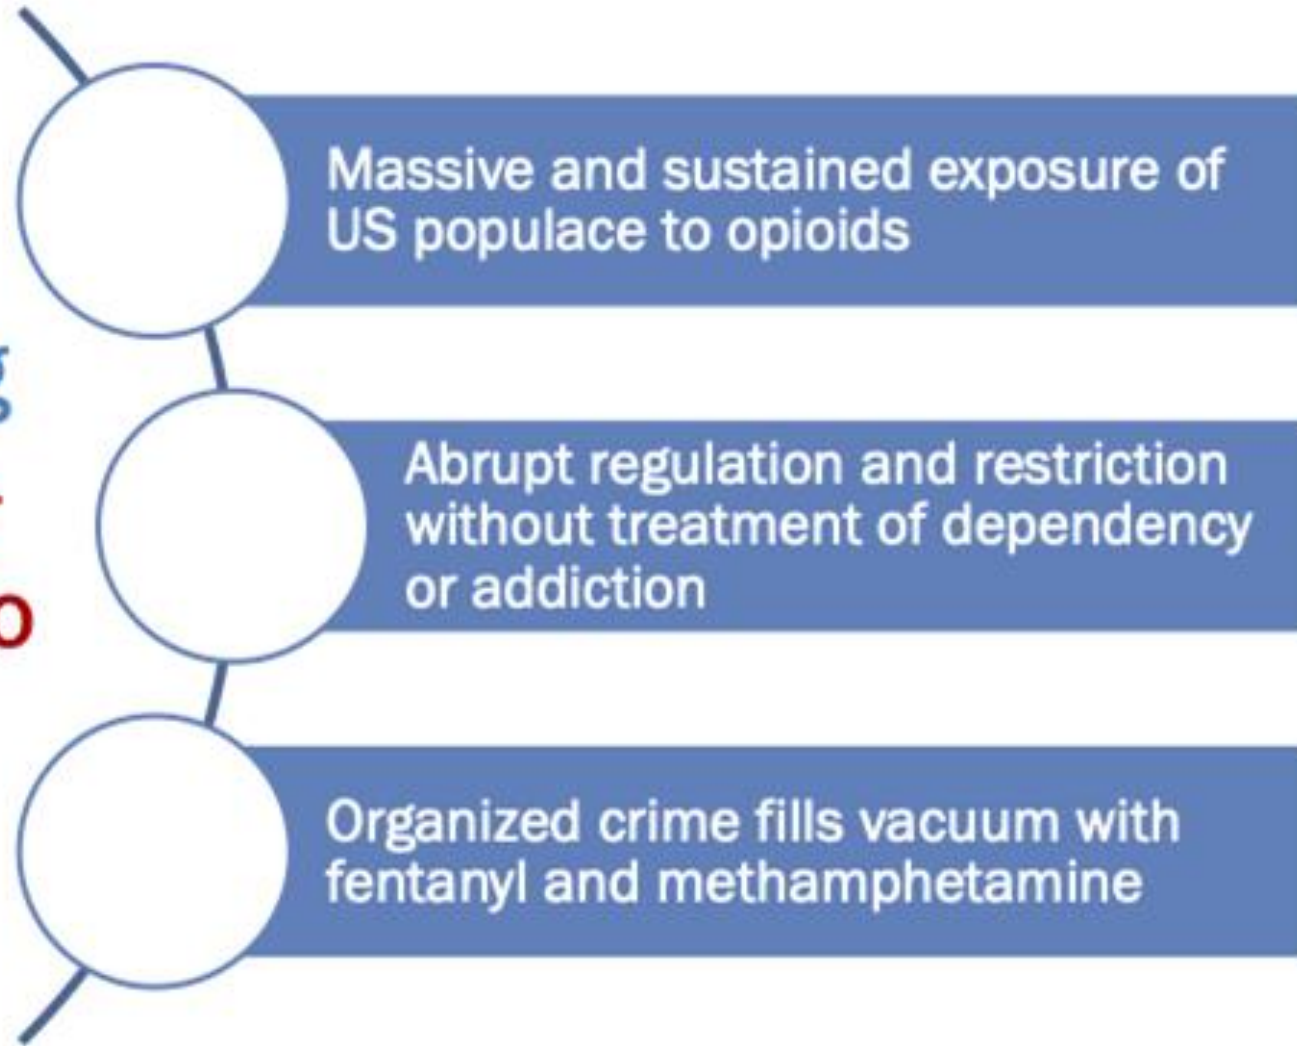 Massive and sustained exposure of
US populace to opioids
Abrupt regulation and restriction
without treatment of dependency
or addiction
Organized crime fills vacuum with
fentanyl and methamphetamine